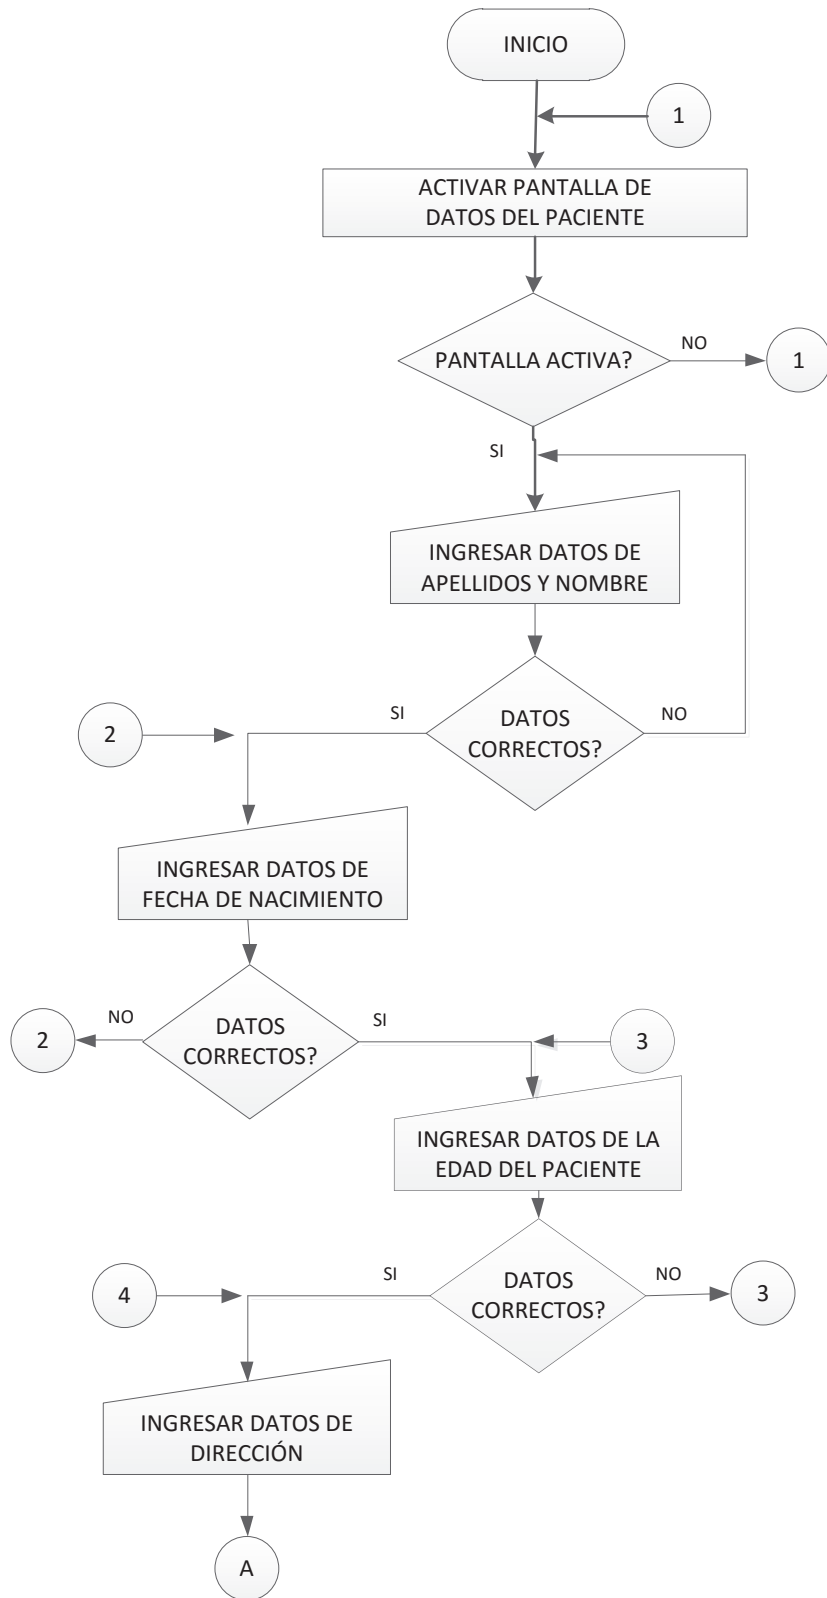 INICIO
1
ACTIVAR PANTALLA DE
DATOS DEL PACIENTE
PANTALLA ACTIVA?
NO
1
SI
INGRESAR DATOS DE
APELLIDOS Y NOMBRE
DATOS
CORRECTOS?
NO
SI
2
INGRESAR DATOS DE
FECHA DE NACIMIENTO
DATOS
CORRECTOS?
NO
2
SI
3
INGRESAR DATOS DE LA
EDAD DEL PACIENTE
DATOS
CORRECTOS?
NO
3
SI
4
INGRESAR DATOS DE
DIRECCIÓN
A